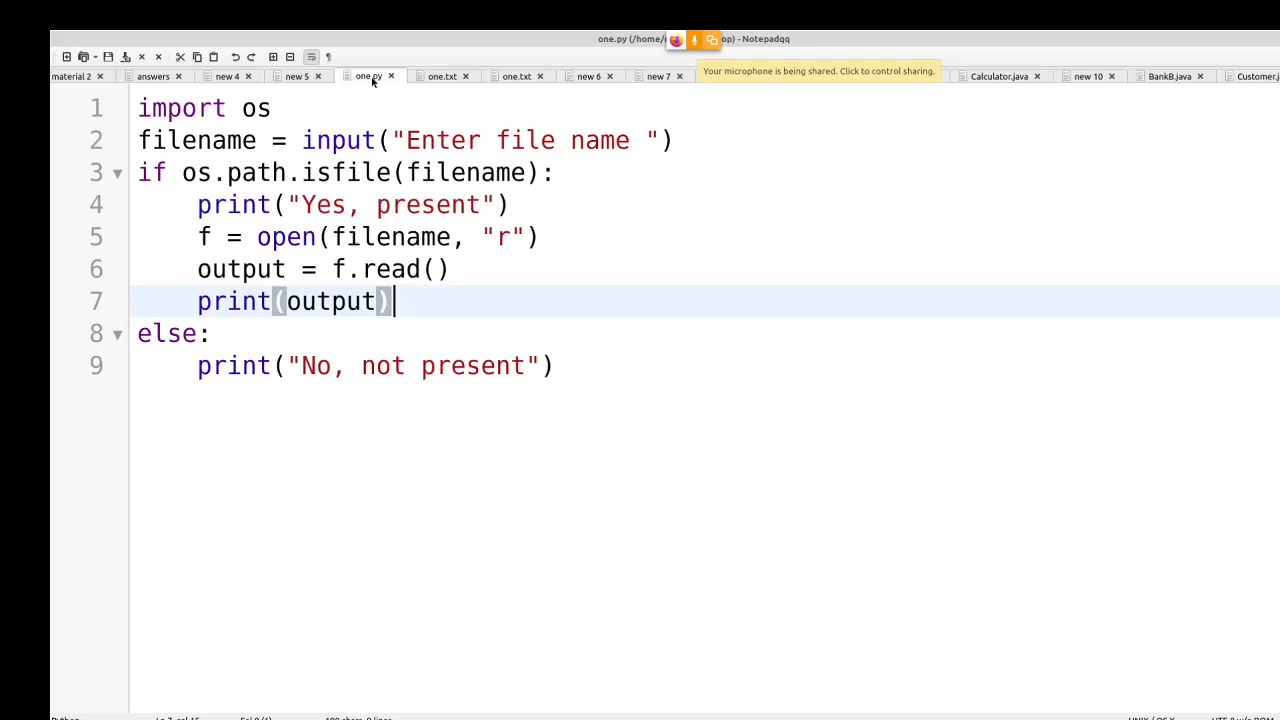 one.py (/home/ op) - Notepadqq
Your microphone is being shared. Click to control sharing.
material 2 answers new 4 new 5 one.py one.txt one.txt new 6 new 7 Calculator.java new 10 BankB.java Customer.j
1 import os
2 filename = input("Enter file name ")
3 if os.path.isfile(filename):
4 print("Yes, present")
5 f = open(filename, "r")
6 output = f.read()
7 print(output)
8 else:
9 print("No, not present")